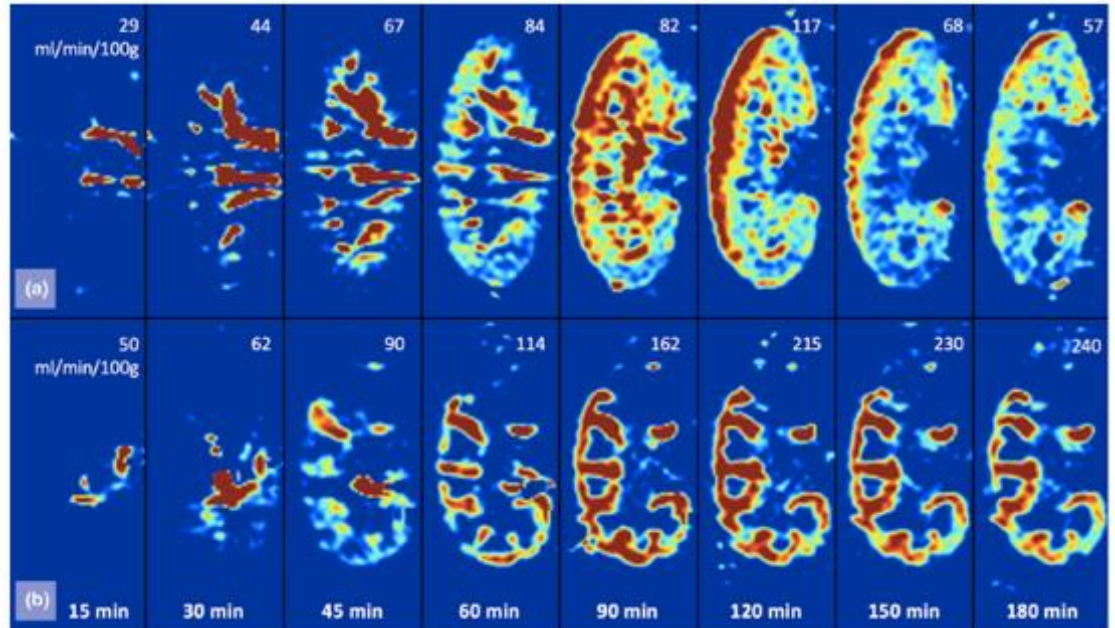 29 44 67 84 82 117 68 57
ml/min/100g
(a)
50 62 90 114 162 215 230 240
ml/min/100g
(b)
15 min 30 min 45 min 60 min 90 min 120 min 150 min 180 min